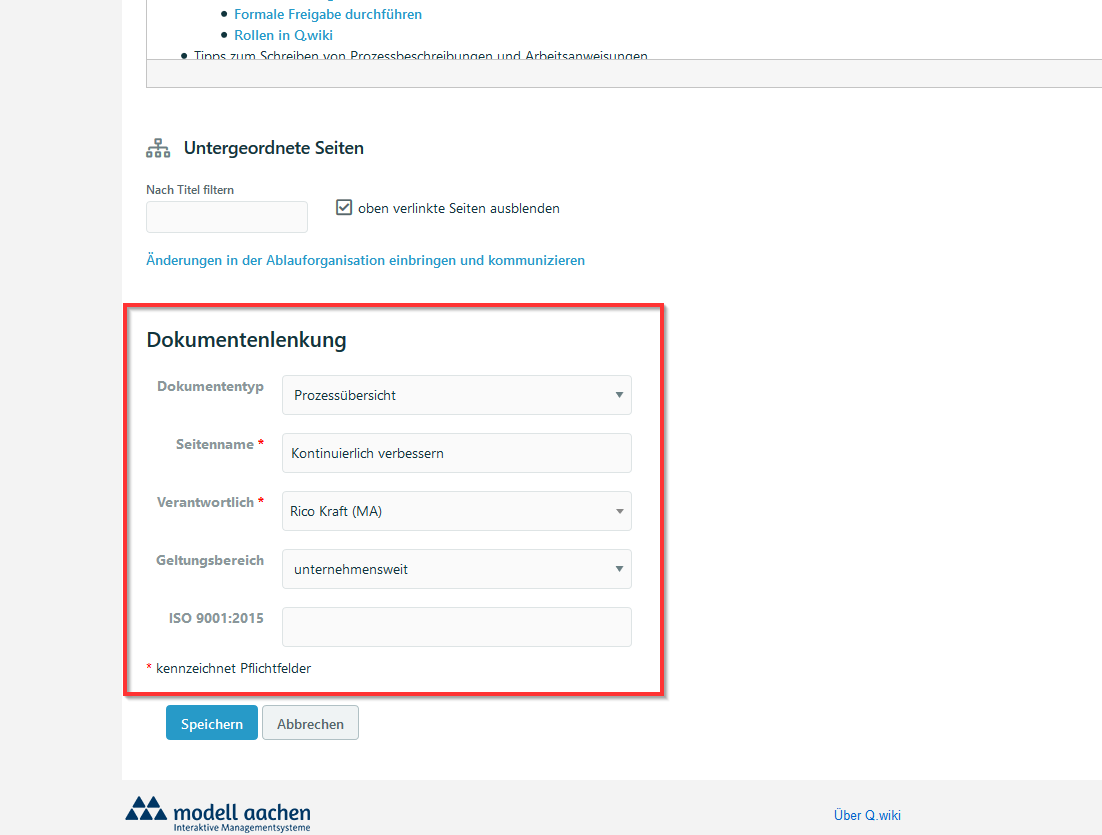 Formale Freigabe durchführen
Rollen in Q.wiki
Tipps zum Schreiben von Prozessbeschreibungen und Arbeitsanweisungen
Untergeordnete Seiten
Nach Titel filtern
oben verlinkte Seiten ausblenden
Änderungen in der Ablauforganisation einbringen und kommunizieren
Dokumentenlenkung
Dokumententyp Prozessübersicht
Seitenname * Kontinuierlich verbessern
Verantwortlich * Rico Kraft (MA)
Geltungsbereich unternehmensweit
ISO 9001:2015
* kennzeichnet Pflichtfelder
Speichern Abbrechen
modell aachen
Interaktive Managementsysteme
Über Q.wiki